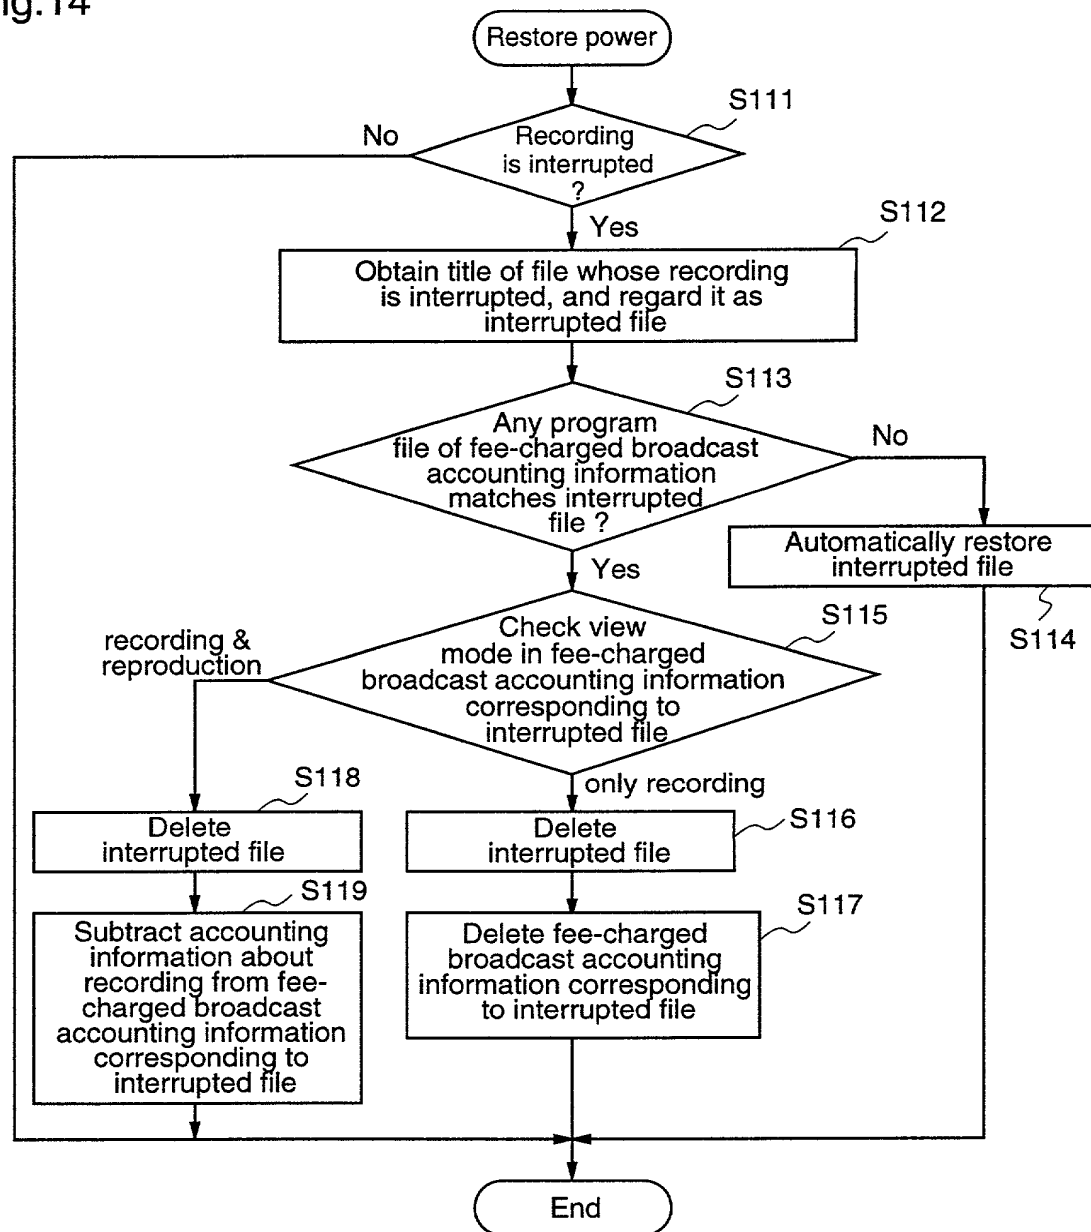 ig.14
Restore power
S111
No
Recording
is interrupted
?
Yes
S112
Obtain title of file whose recording
is interrupted, and regard it as
interrupted file
S113
Any program
file of fee-charged broadcast
accounting information
matches interrupted
file ?
No
Yes
Automatically restore
interrupted file
S114
S115
Check view
mode in fee-charged
broadcast accounting information
corresponding to
interrupted file
recording &
reproduction
only recording
S118
Delete
interrupted file
S116
Delete
interrupted file
S119
Subtract accounting
information about
recording from fee-
charged broadcast
accounting information
corresponding to
interrupted file
S117
Delete fee-charged
broadcast accounting
information corresponding
to interrupted file
End